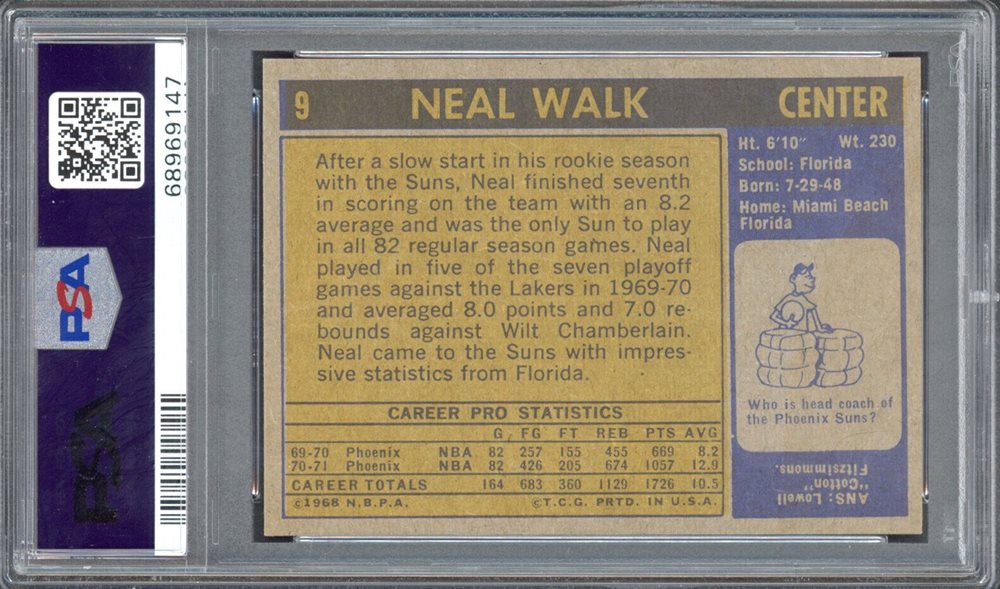 68969147
PSA
PSA
9 NEAL WALK CENTER
After a slow start in his rookie season
with the Suns, Neal finished seventh
in scoring on the team with an 8.2
average and was the only Sun to play
in all 82 regular season games. Neal
played in five of the seven playoff
games against the Lakers in 1969-70
and averaged 8.0 points and 7.0 re-
bounds against Wilt Chamberlain.
Neal came to the Suns with impres-
sive statistics from Florida.
CAREER PRO STATISTICS
G FG FT REB PTS AVG
69-70 Phoenix NBA 82 257 155 455 669 8.2
70-71 Phoenix NBA 82 426 205 674 1057 12.9
CAREER TOTALS 164 683 360 1129 1726 10.5
©1968 N.B.P.A. ©T.C.G. PRTD. IN U.S.A.
Ht. 6'10" Wt. 230
School: Florida
Born: 7-29-48
Home: Miami Beach
Florida
Who is head coach of
the Phoenix Suns?
ANS: Lowell
"Cotton"
Fitzsimmons.